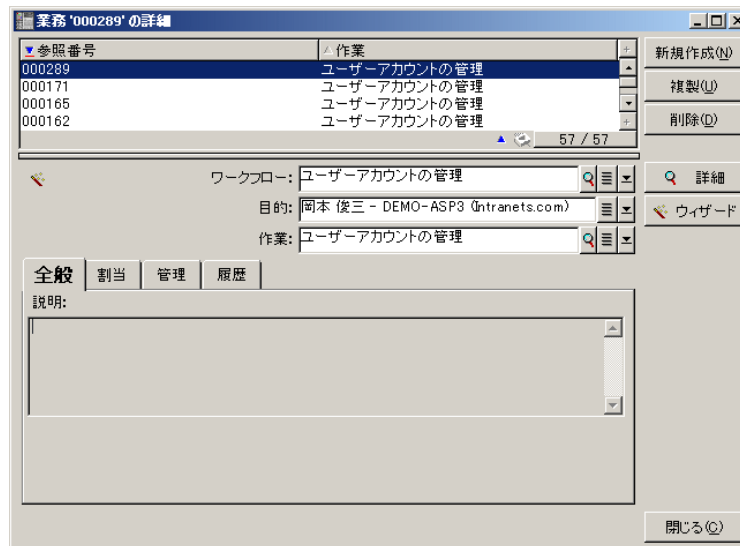 業務 '000289' の詳細
参照番号 作業
000289 ユーザーアカウントの管理
000171 ユーザーアカウントの管理
000165 ユーザーアカウントの管理
000162 ユーザーアカウントの管理
57 / 57
新規作成(N)
複製(U)
削除(D)
詳細
ウィザード
ワークフロー: ユーザーアカウントの管理
目的: 岡本 俊三 - DEMO-ASP3 (Intranets.com)
作業: ユーザーアカウントの管理
全般 割当 管理 履歴
説明:
閉じる(C)